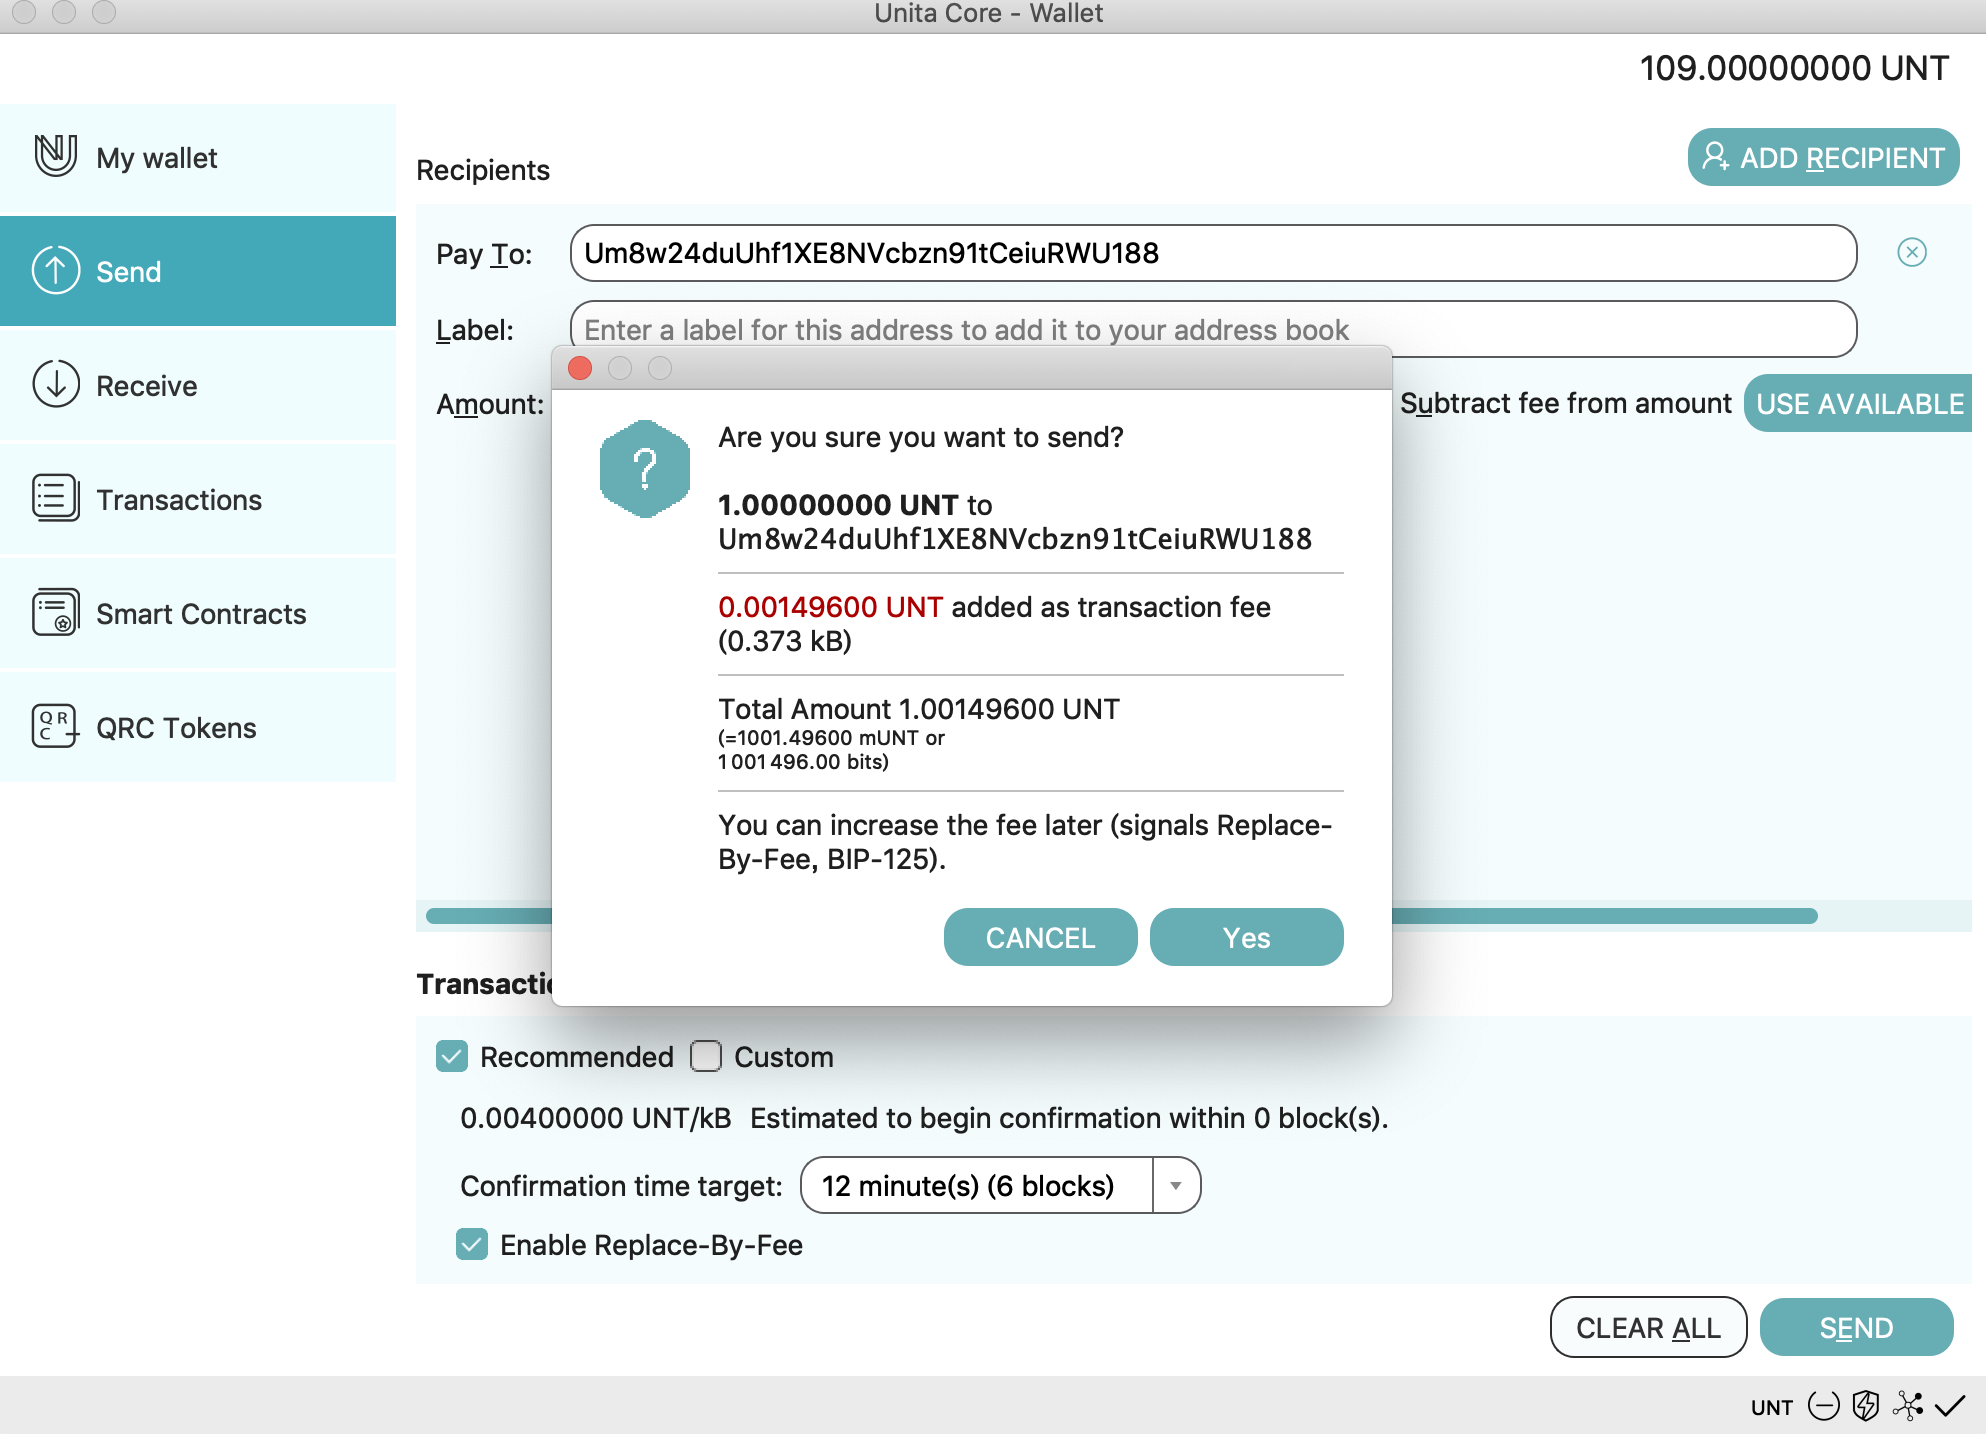 Unita Core - Wallet
109.00000000 UNT
My wallet
Send
Receive
Transactions
Smart Contracts
QRC
QRC Tokens
Recipients
ADD RECIPIENT
Pay To: Um8w24duUhf1XE8NVcbzn91tCeiuRWU188
Label: Enter a label for this address to add it to your address book
Amount:
Subtract fee from amount USE AVAILABLE
?
Are you sure you want to send?
1.00000000 UNT to
Um8w24duUhf1XE8NVcbzn91tCeiuRWU188
0.00149600 UNT added as transaction fee
(0.373 kB)
Total Amount 1.00149600 UNT
(=1001.49600 mUNT or
1 001 496.00 bits)
You can increase the fee later (signals Replace-
By-Fee, BIP-125).
CANCEL Yes
Transactio
Recommended Custom
0.00400000 UNT/kB Estimated to begin confirmation within 0 block(s).
Confirmation time target: 12 minute(s) (6 blocks)
Enable Replace-By-Fee
CLEAR ALL SEND
UNT